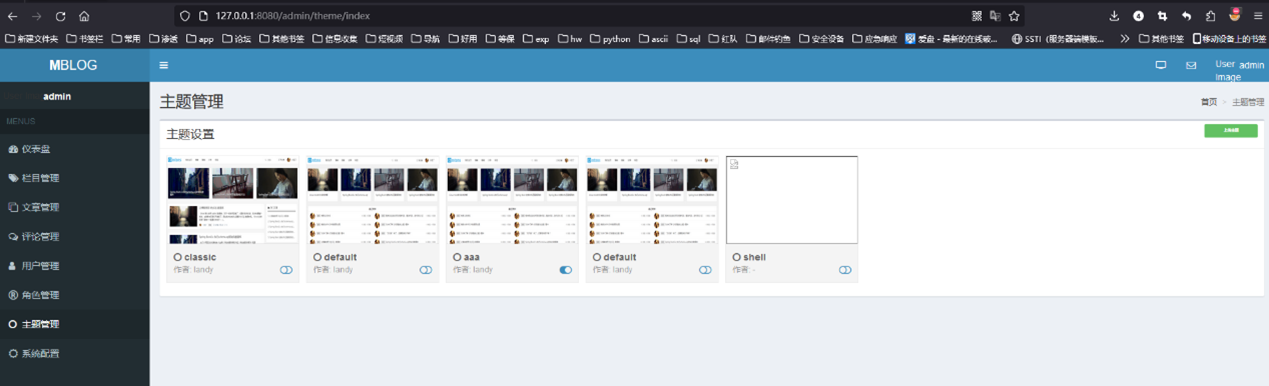 127.0.0.1:8080/admin/theme/index
新建文件夹 书签栏 常用 渗透 app 论坛 其他书签 信息收集 短视频 导航 好用 等保 exp hw python ascii sql 红队 邮件钓鱼 安全设备 应急响应 爱盘 - 最新的在线破... SSTI（服务器端模板... 其他书签 移动设备上的书签
MBLOG
User Image admin
admin
主题管理
首页 > 主题管理
MENUS
主题设置
仪表盘
栏目管理
文章管理
评论管理
用户管理
角色管理
主题管理
系统配置
classic
作者: landy
default
作者: landy
aaa
作者: landy
default
作者: landy
shell
作者: -